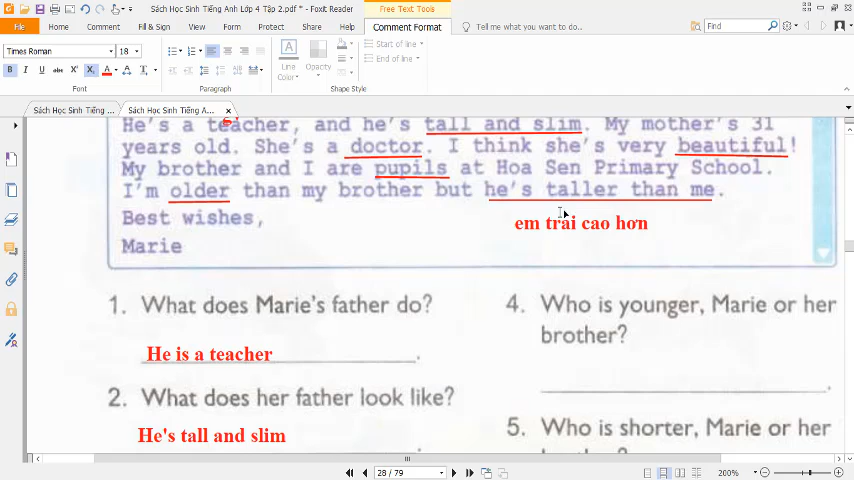 Sách Học Sinh Tiếng Anh Lớp 4 Tập 2.pdf * - Foxit Reader
Free Text Tools
File
Home
Comment
Fill & Sign
View
Form
Protect
Share
Help
Comment Format
Tell me what you want to do...
Find
Times Roman
18
Start of line
End of line
Line
Color
Opacity
Font
Paragraph
Shape Style
Sách Học Sinh Tiếng ...
Sách Học Sinh Tiếng A...
He's a teacher, and he's tall and slim. My mother's 31
years old. She's a doctor. I think she's very beautiful!
My brother and I are pupils at Hoa Sen Primary School.
I'm older than my brother but he's taller than me.
Best wishes,
em trai cao hơn
Marie
1. What does Marie's father do?
He is a teacher
2. What does her father look like?
He's tall and slim
4. Who is younger, Marie or her
brother?
5. Who is shorter, Marie or her
28 / 79
200%